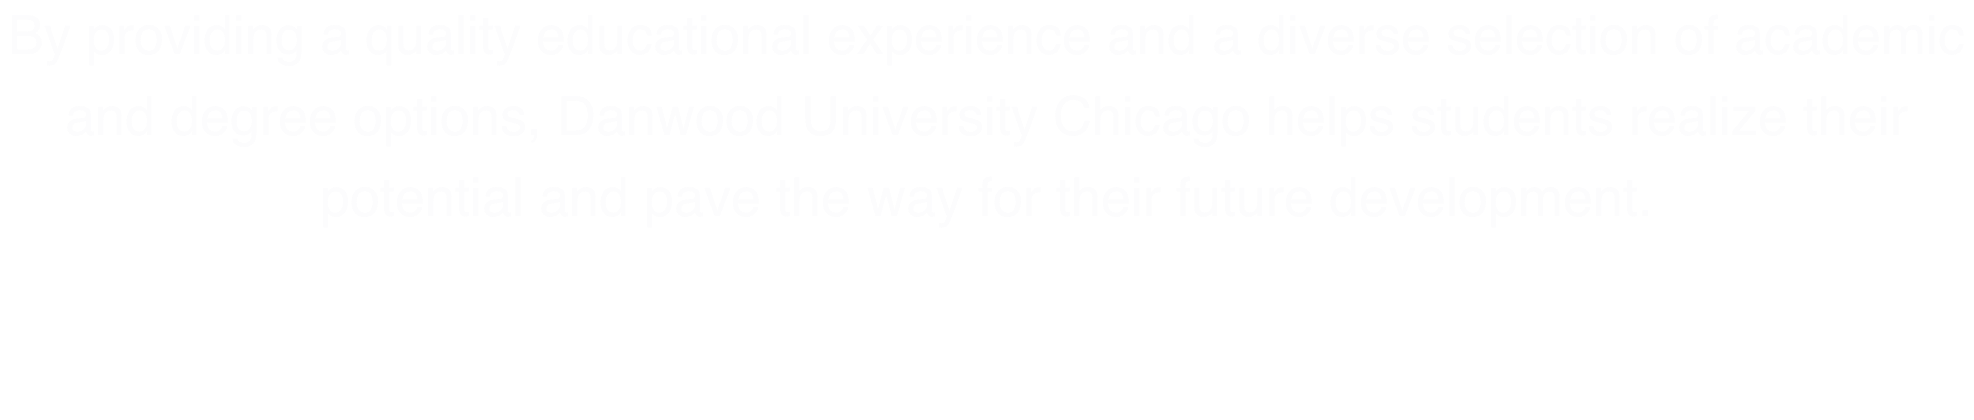 By providing a quality educational experience and a diverse selection of academic
and degree options, Danwood University Chicago helps students realize their
potential and pave the way for their future development.